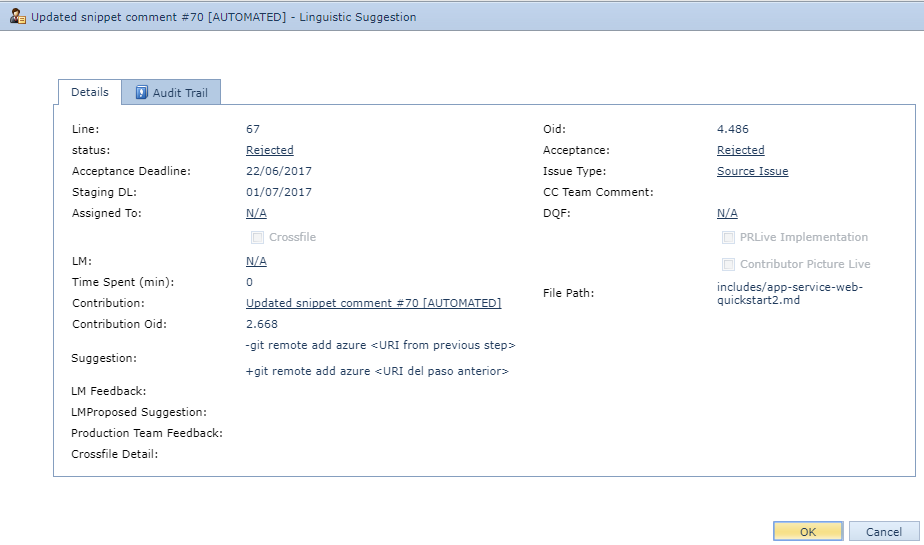 Updated snippet comment #70 [AUTOMATED] - Linguistic Suggestion
Details
Audit Trail
Line: 67
Oid: 4.486
status: Rejected
Acceptance: Rejected
Acceptance Deadline: 22/06/2017
Issue Type: Source Issue
Staging DL: 01/07/2017
CC Team Comment:
Assigned To: N/A
DQF: N/A
Crossfile
PRLive Implementation
LM: N/A
Contributor Picture Live
Time Spent (min): 0
File Path: includes/app-service-web-
quickstart2.md
Contribution: Updated snippet comment #70 [AUTOMATED]
Contribution Oid: 2.668
Suggestion: -git remote add azure <URI from previous step>
+git remote add azure <URI del paso anterior>
LM Feedback:
LMProposed Suggestion:
Production Team Feedback:
Crossfile Detail:
OK
Cancel